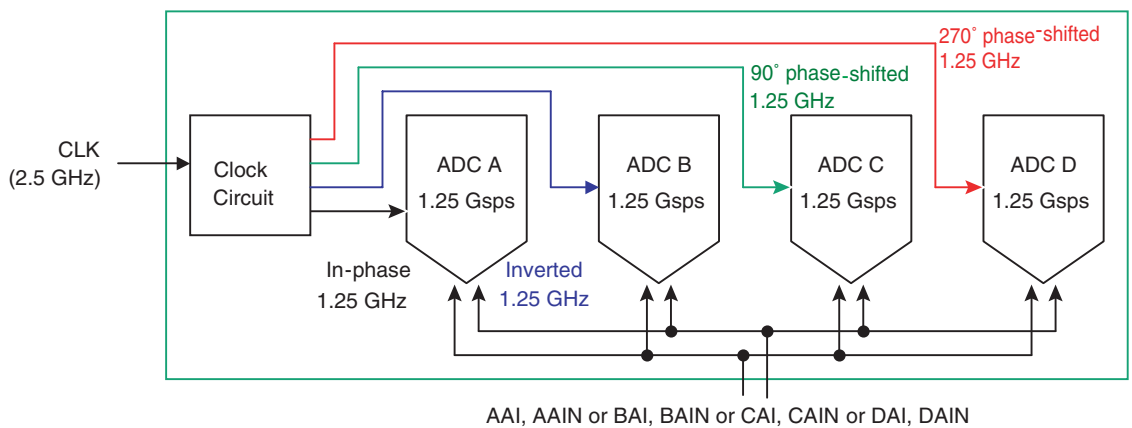 270° phase-shifted
1.25 GHz
90° phase-shifted
1.25 GHz
CLK
(2.5 GHz)
Clock
Circuit
ADC A
1.25 Gsps
ADC B
1.25 Gsps
ADC C
1.25 Gsps
ADC D
1.25 Gsps
In-phase
1.25 GHz
Inverted
1.25 GHz
AAI, AAIN or BAI, BAIN or CAI, CAIN or DAI, DAIN